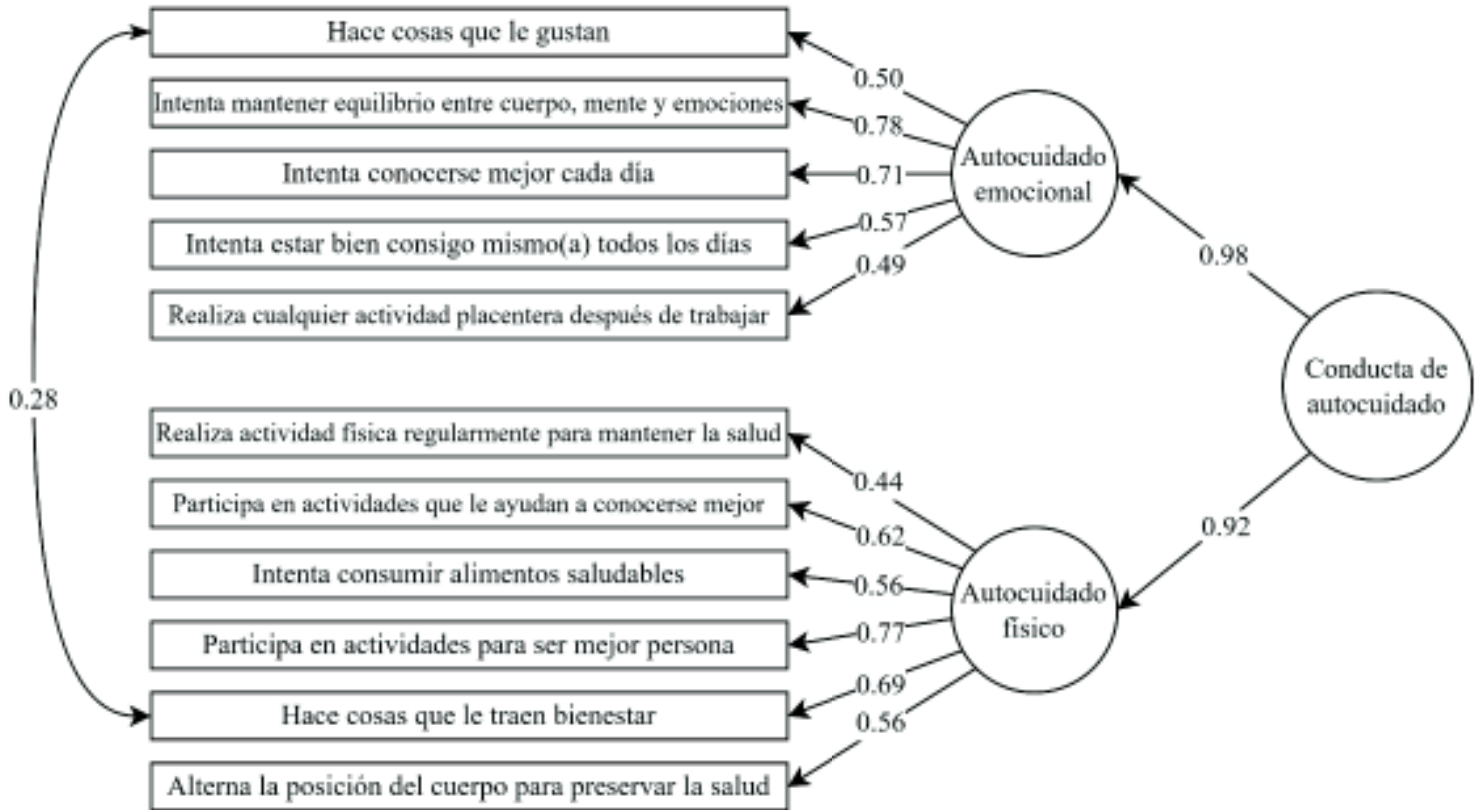 Hace cosas que le gustan
0.50
Intenta mantener equilibrio entre cuerpo, mente y emociones
0.78
Intenta conocerse mejor cada día
0.71
Autocuidado
emocional
Intenta estar bien consigo mismo(a) todos los días
0.57
0.49
0.98
Realiza cualquier actividad placentera después de trabajar
Conducta de
autocuidado
0.28
Realiza actividad física regularmente para mantener la salud
0.44
Participa en actividades que le ayudan a conocerse mejor
0.62
0.92
Intenta consumir alimentos saludables
0.56
Autocuidado
físico
Participa en actividades para ser mejor persona
0.77
0.69
Hace cosas que le traen bienestar
0.56
Alterna la posición del cuerpo para preservar la salud